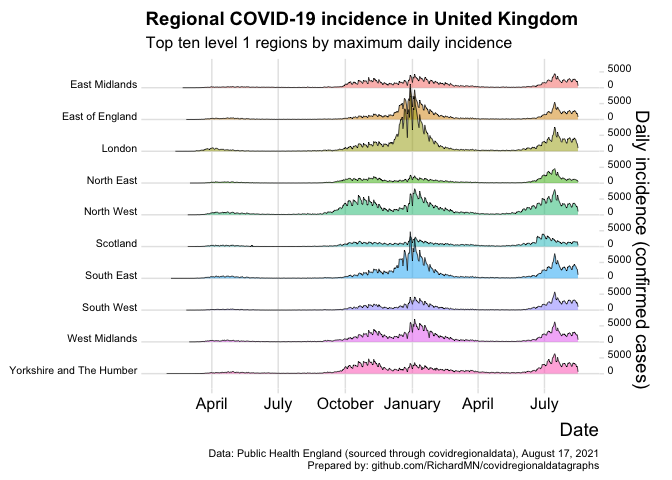 Regional COVID-19 incidence in United Kingdom
Top ten level 1 regions by maximum daily incidence
East Midlands
5000
0
East of England
5000
0
London
5000
0
North East
5000
0
North West
5000
0
Scotland
5000
0
South East
5000
0
South West
5000
0
West Midlands
5000
0
Yorkshire and The Humber
5000
0
Daily incidence (confirmed cases)
April July October January April July
Date
Data: Public Health England (sourced through covidregionaldata), August 17, 2021
Prepared by: github.com/RichardMN/covidregionaldatagraphs